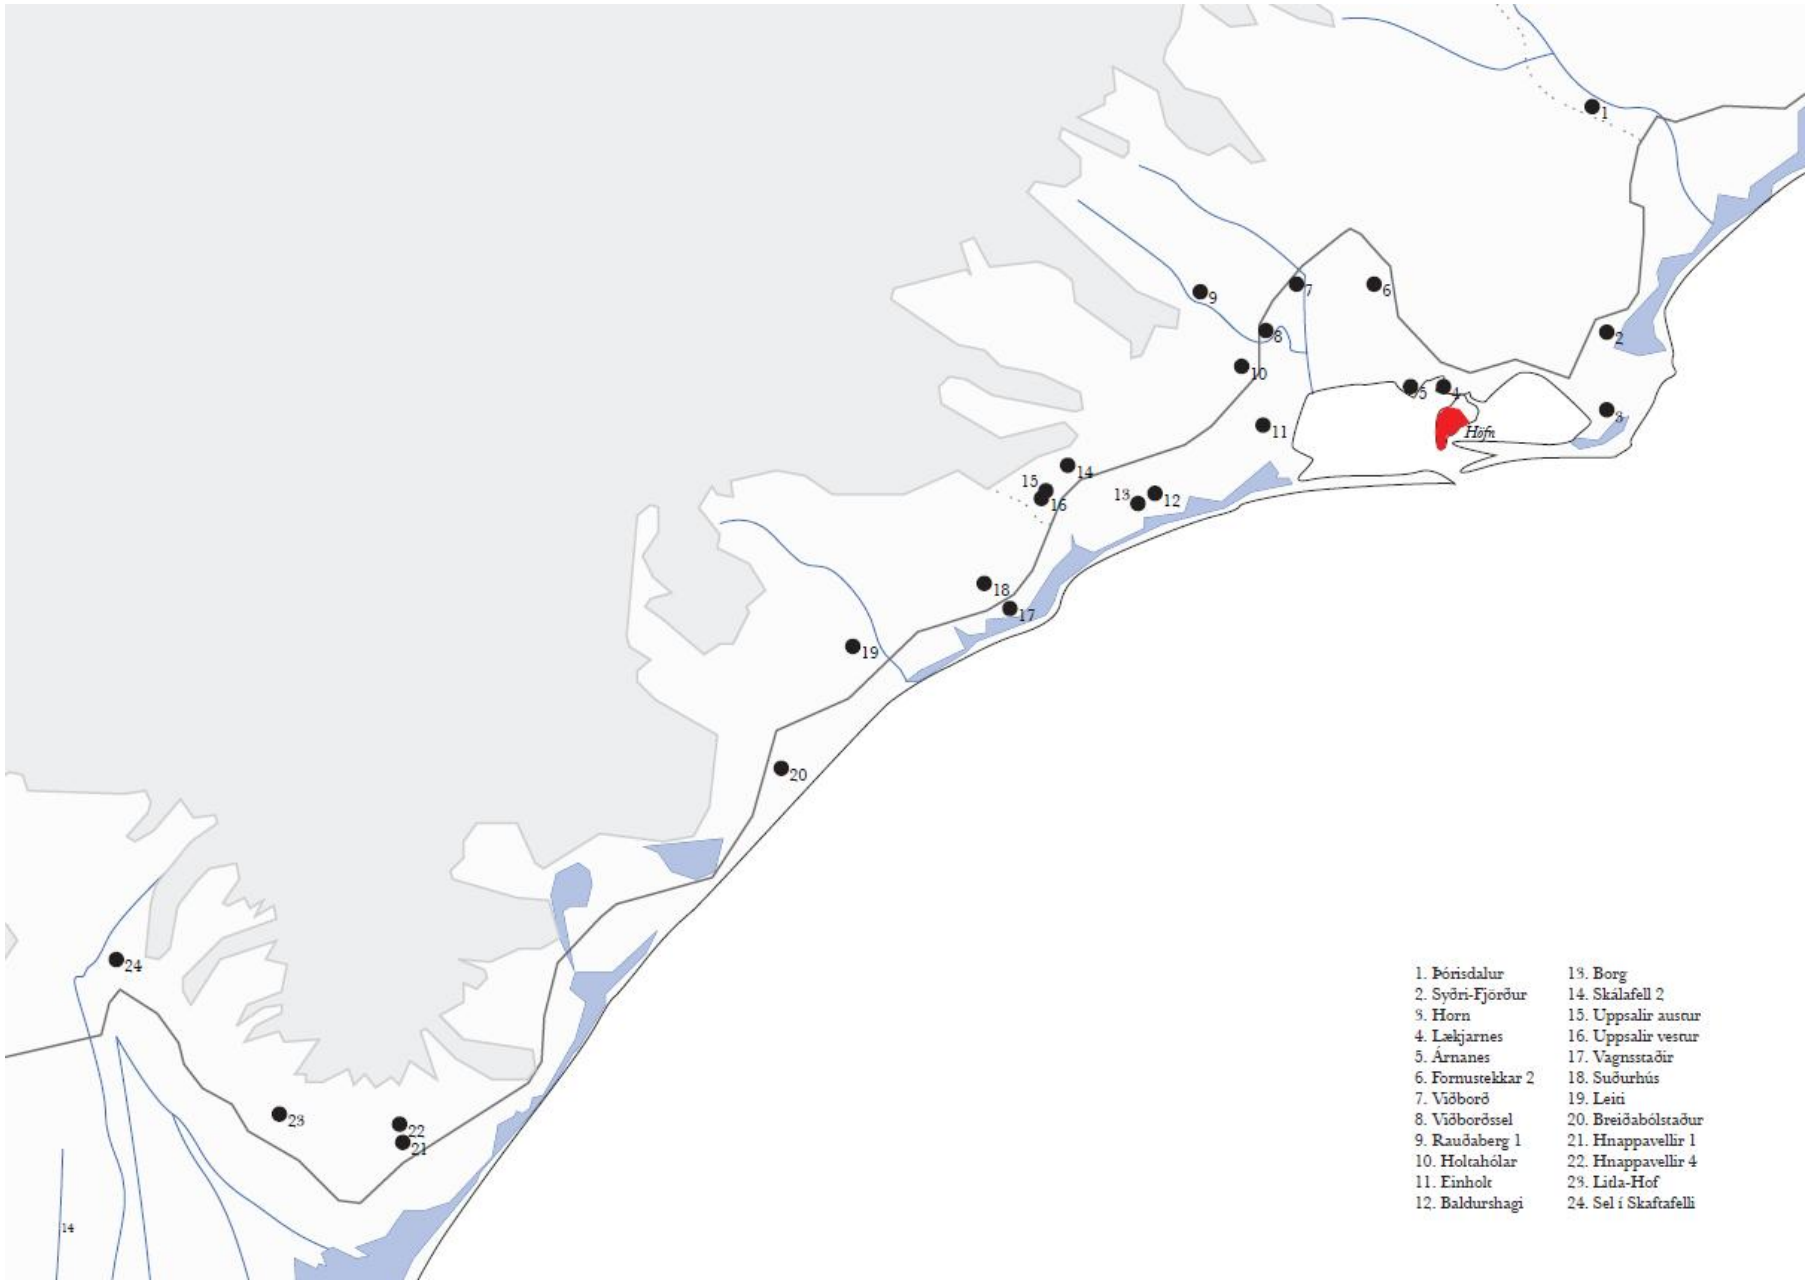 1
9
7
6
8
2
10
5
4
3
11
Höfn
14
15
16
13
12
18
17
19
20
24
23
22
21
14
1. Þórisdalur
2. Syðri-Fjörður
3. Horn
4. Lækjarnes
5. Árnanes
6. Fornustekkar 2
7. Viðborð
8. Viðborðssel
9. Rauðaberg 1
10. Holtahólar
11. Einholt
12. Baldurshagi
13. Borg
14. Skálafell 2
15. Uppsalir austur
16. Uppsalir vestur
17. Vagnsstaðir
18. Suðurhús
19. Leiti
20. Breiðabólstaður
21. Hnappavellir 1
22. Hnappavellir 4
23. Litla-Hof
24. Sel í Skaftafelli